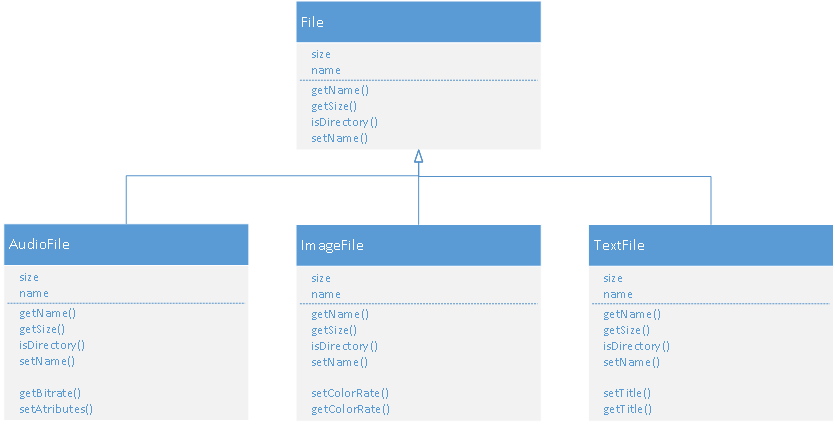 File
size
name
getName()
getSize()
isDirectory()
setName()
AudioFile
size
name
getName()
getSize()
isDirectory()
setName()
getBitrate()
setAtributes()
ImageFile
size
name
getName()
getSize()
isDirectory()
setName()
setColorRate()
getColorRate()
TextFile
size
name
getName()
getSize()
isDirectory()
setName()
setTitle()
getTitle()